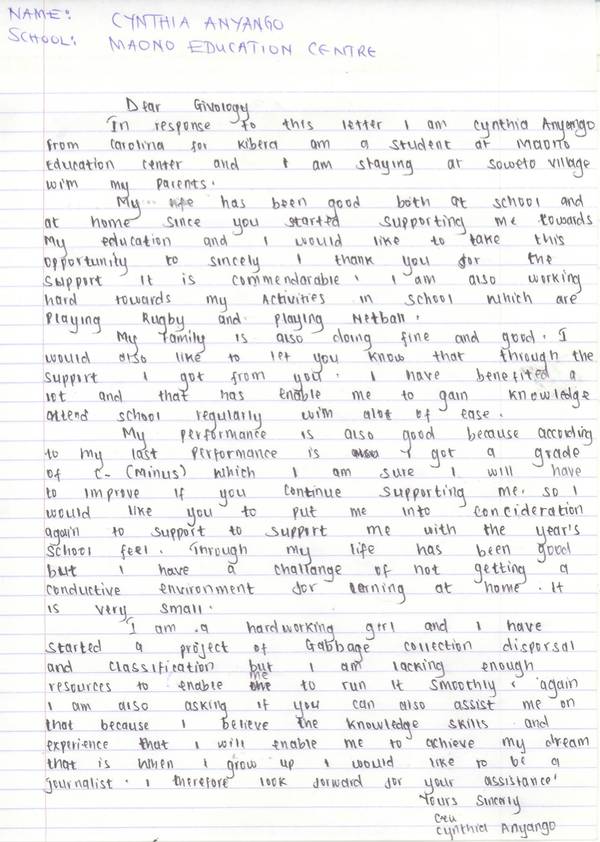 NAME: CYNTHIA ANYANGO
SCHOOL: MAONO EDUCATION CENTRE
Dear Givology
In response to this letter I am Cynthia Anyango
from Carolina for Kibera am a student at MAONO
Education center and I am staying at Soweto village
with my Parents.
My life has been good both at school and
at home since you started supporting me towards
My education and I would like to take this
opportunity to sincely I thank you for the
support It is commendarable. I am also working
hard towards my Activities in school which are
Playing Rugby and Playing Netball.
My Family is also doing fine and good. I
would also like to let you know that through the
support I got from you. I have benefited a
lot and that has enable me to gain knowledge
attend school regularly with alot of ease.
My performance is also good because according
to my last performance is I got a grade
of C- (Minus) which I am sure I will have
to improve if you continue supporting me. so I
would like you to put me into concideration
again to support to support me with the year's
school feel. Through my life has been good
but I have a challange of not getting a
conductive environment for lerning at home. It
is very small.
I am a hardworking girl and I have
started a project of Gabbage collection disporsal
and classification but I am lacking enough
resources to enable me to run it smoothly, again
I am also asking if you can also assist me on
that because I believe the knowledge skills and
experience that I will enable me to achieve my dream
that is when I grow up I would like to be a
journalist. I therefore look forward for your assistance.
Yours Sincerly
Cynthia Anyango